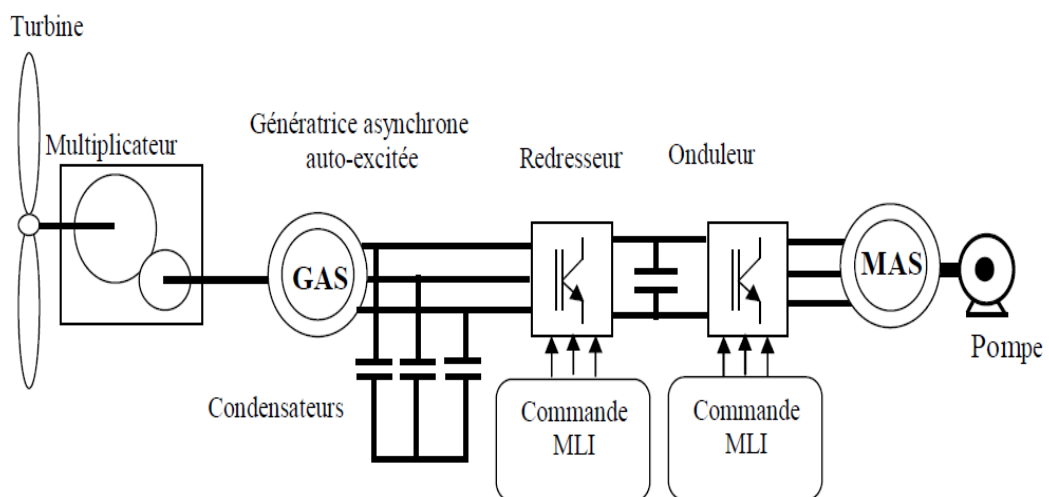 Turbine
Multiplicateur
Génératrice asynchrone
auto-excitée
Redresseur
Onduleur
GAS
MAS
Pompe
Condensateurs
Commande
MLI
Commande
MLI